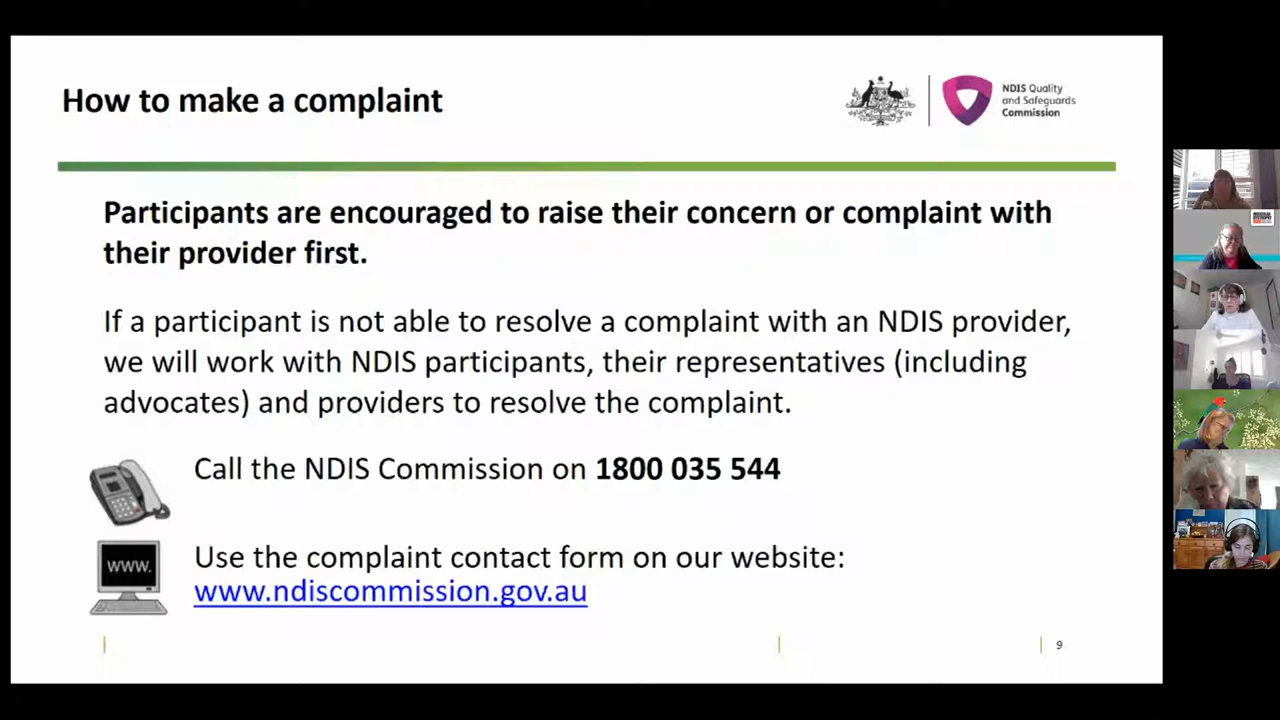 How to make a complaint
NDIS Quality
and Safeguards
Commission
Participants are encouraged to raise their concern or complaint with
their provider first.
If a participant is not able to resolve a complaint with an NDIS provider,
we will work with NDIS participants, their representatives (including
advocates) and providers to resolve the complaint.
Call the NDIS Commission on 1800 035 544
www.
Use the complaint contact form on our website:
www.ndiscommission.gov.au
9